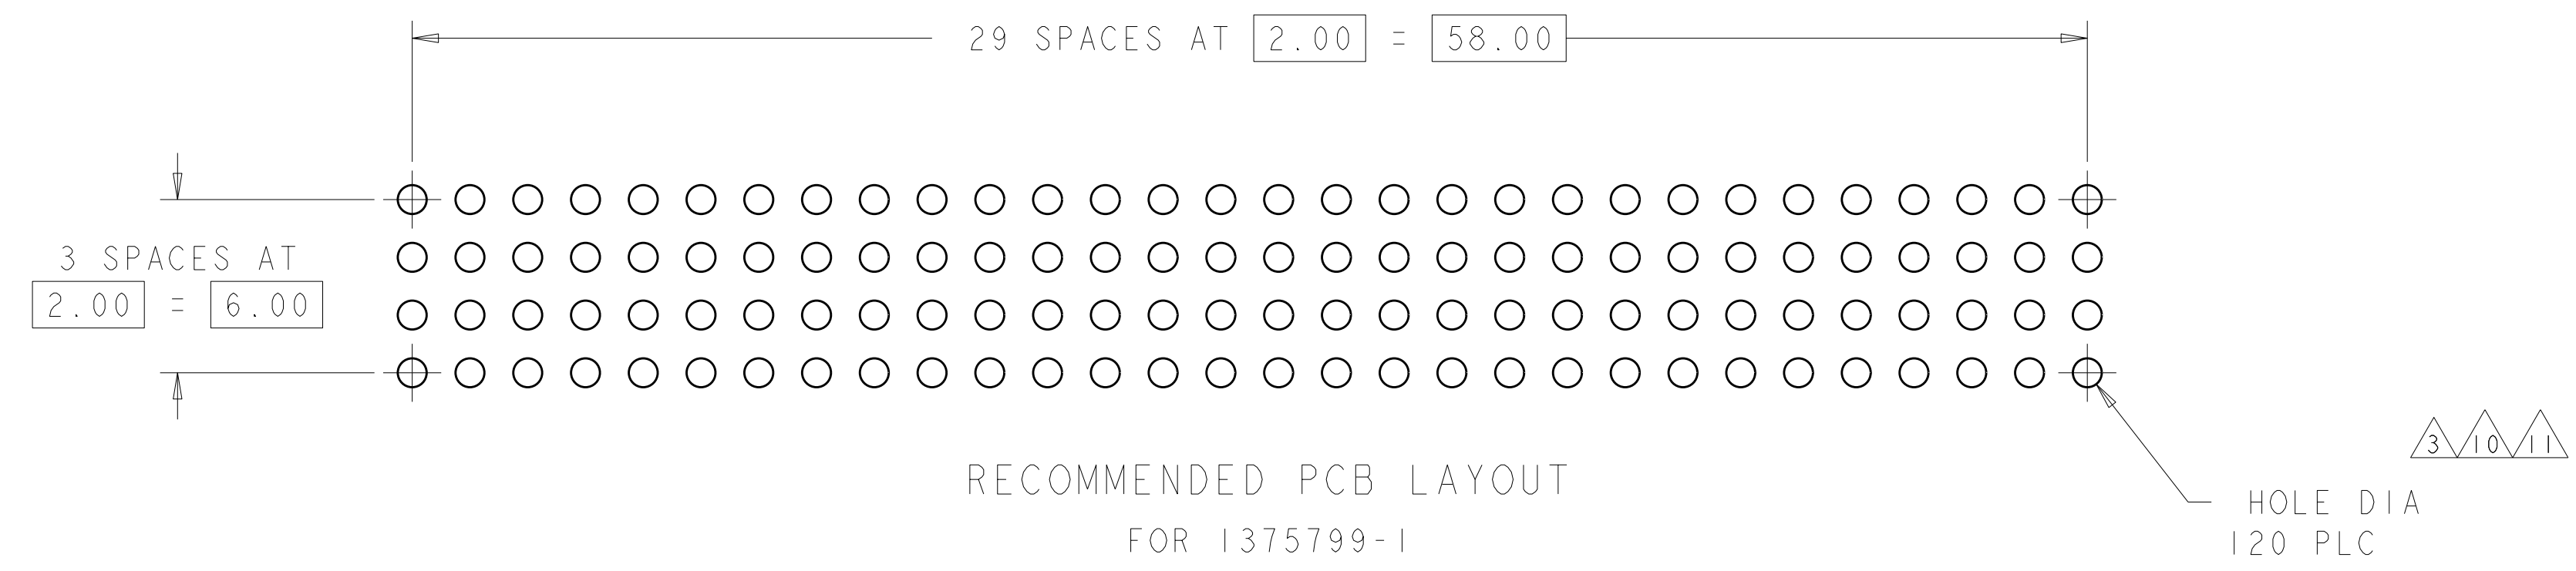 29 SPACES AT 2.00 = 58.00
3 SPACES AT
2.00 = 6.00
3 10 11
RECOMMENDED PCB LAYOUT
FOR 1375799-1
HOLE DIA
120 PLC